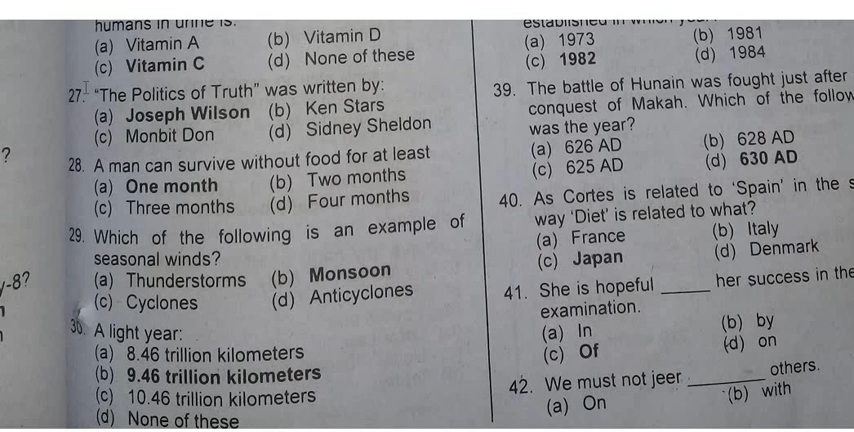 ?
-8?
humans in urine is:
(a) Vitamin A (b) Vitamin D
(c) Vitamin C (d) None of these
27. "The Politics of Truth" was written by:
(a) Joseph Wilson (b) Ken Stars
(c) Monbit Don (d) Sidney Sheldon
28. A man can survive without food for at least
(a) One month (b) Two months
(c) Three months (d) Four months
29. Which of the following is an example of
seasonal winds?
(a) Thunderstorms (b) Monsoon
(c) Cyclones (d) Anticyclones
30. A light year:
(a) 8.46 trillion kilometers
(b) 9.46 trillion kilometers
(c) 10.46 trillion kilometers
(d) None of these
established in which
(a) 1973 (b) 1981
(c) 1982 (d) 1984
39. The battle of Hunain was fought just after
conquest of Makah. Which of the follow
was the year?
(a) 626 AD (b) 628 AD
(c) 625 AD (d) 630 AD
40. As Cortes is related to 'Spain' in the s
way 'Diet' is related to what?
(a) France (b) Italy
(c) Japan (d) Denmark
41. She is hopeful ______ her success in the
examination.
(a) In (b) by
(c) Of (d) on
42. We must not jeer ________ others.
(a) On (b) with